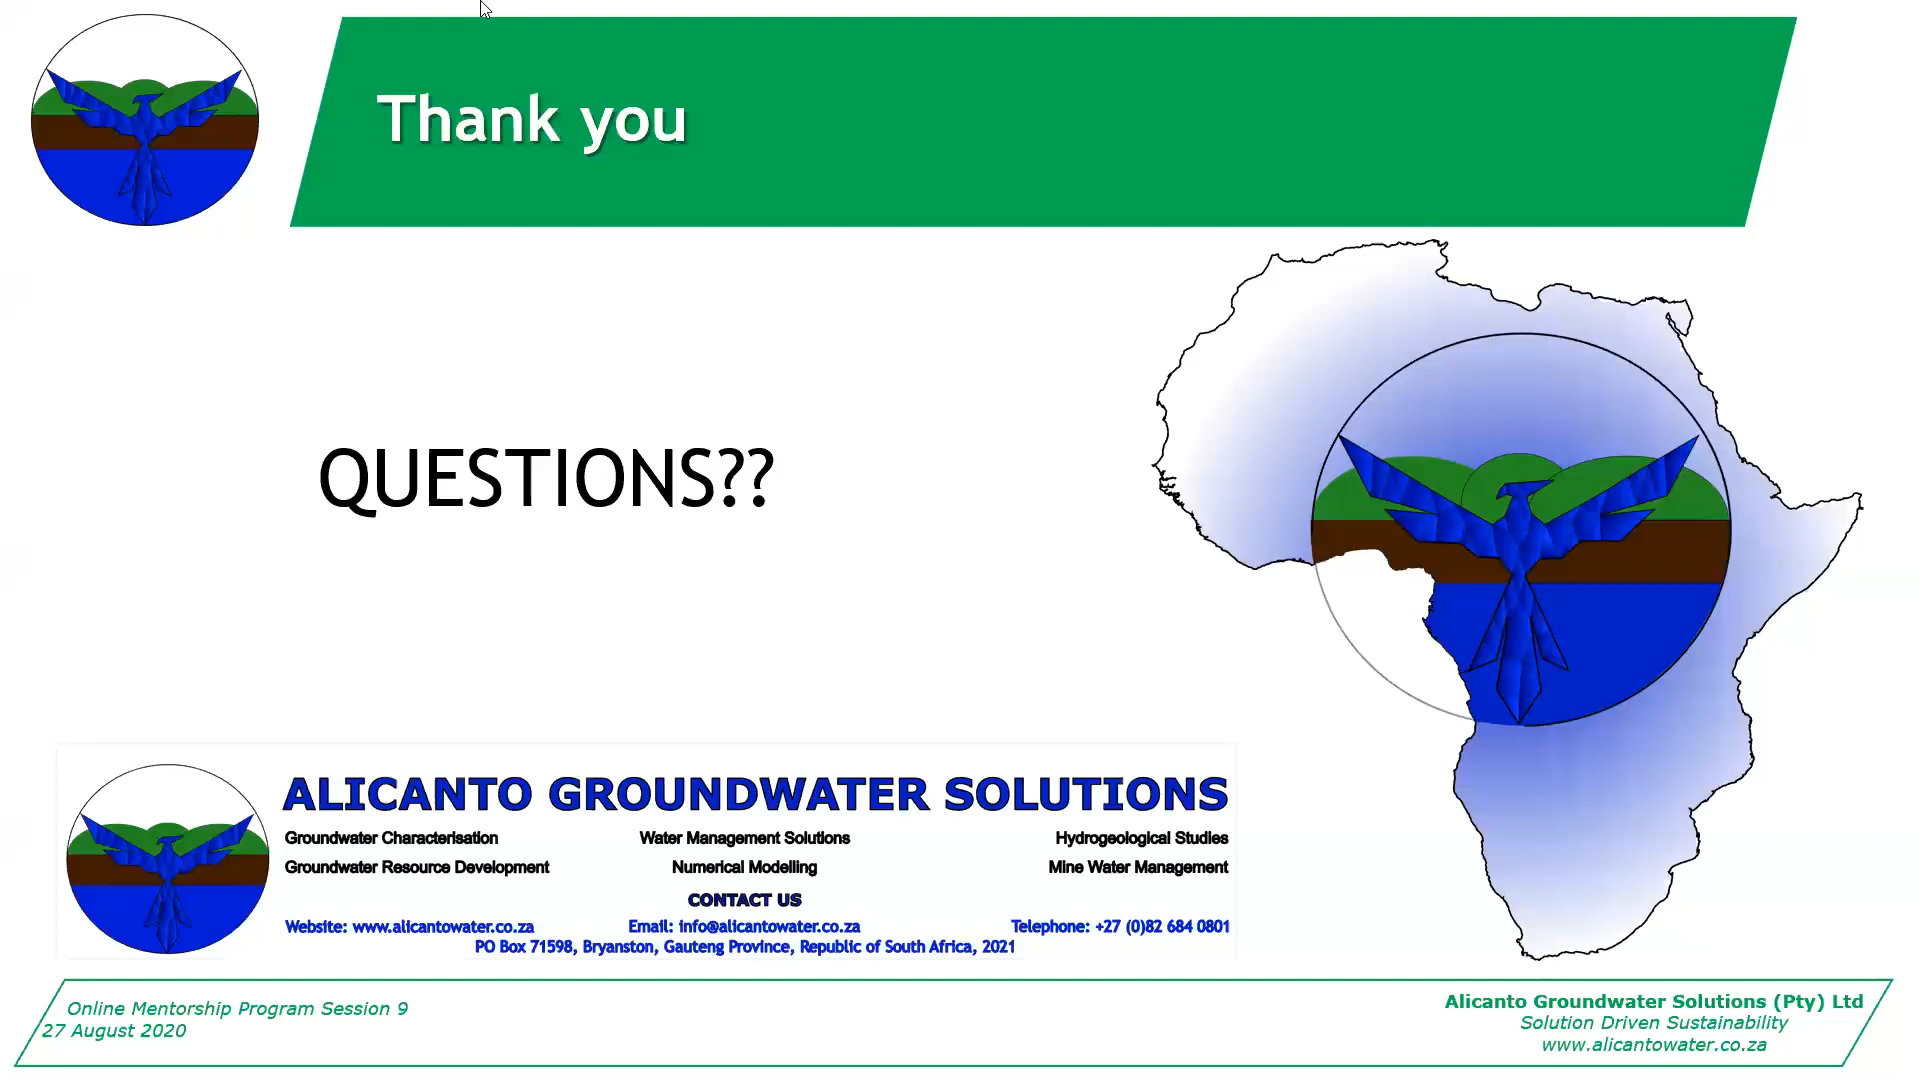 Thank you
QUESTIONS??
ALICANTO GROUNDWATER SOLUTIONS
Groundwater Characterisation Water Management Solutions Hydrogeological Studies
Groundwater Resource Development Numerical Modelling Mine Water Management
CONTACT US
Website: www.alicantowater.co.za Email: info@alicantowater.co.za Telephone: +27 (0)82 684 0801
PO Box 71598, Bryanston, Gauteng Province, Republic of South Africa, 2021
Online Mentorship Program Session 9
27 August 2020
Alicanto Groundwater Solutions (Pty) Ltd
Solution Driven Sustainability
www.alicantowater.co.za